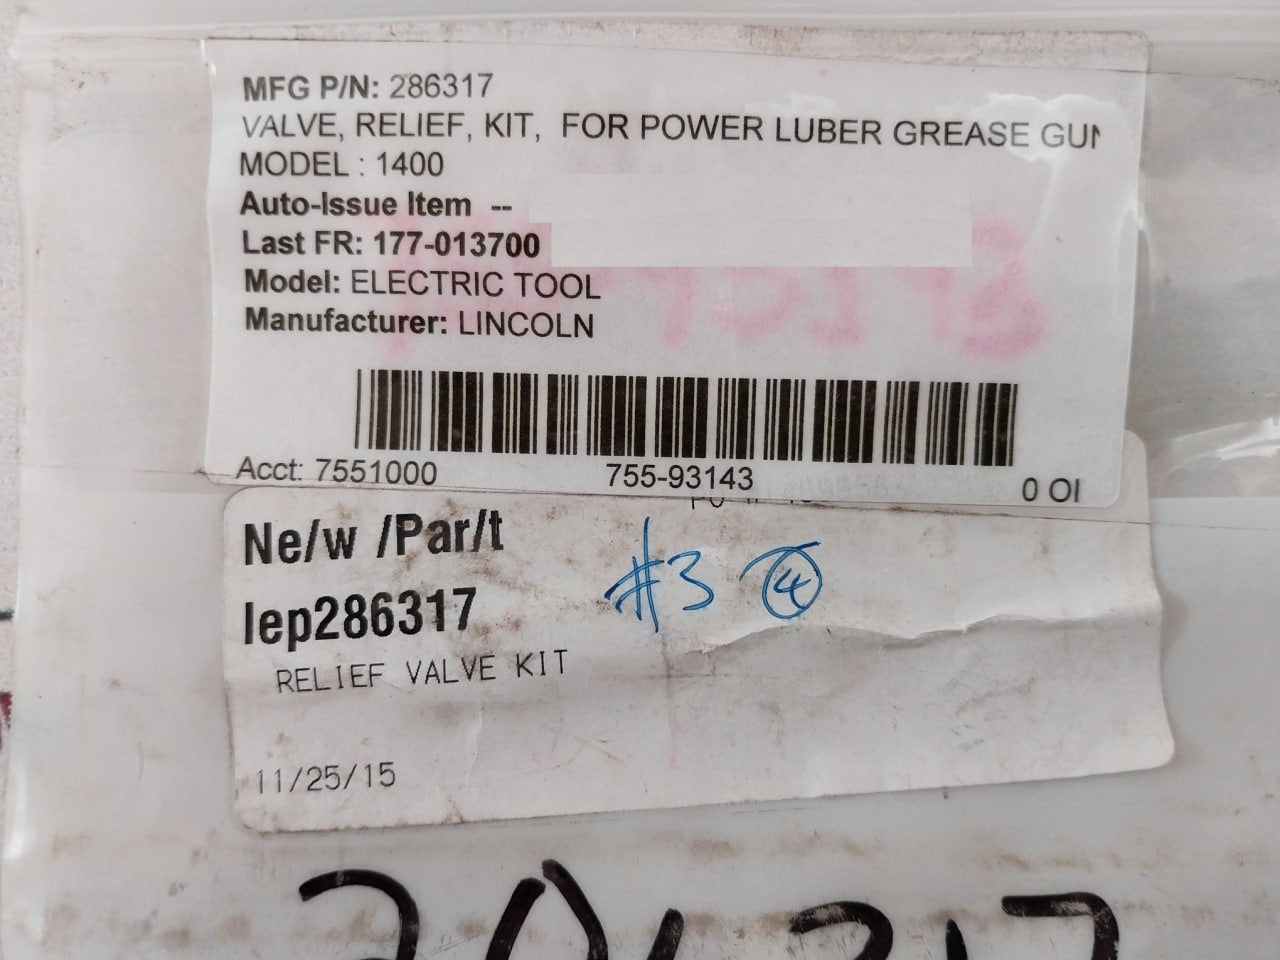 MFG P/N: 286317
VALVE, RELIEF, KIT, FOR POWER LUBER GREASE GUN
MODEL : 1400
Auto-Issue Item --
Last FR: 177-013700
Model: ELECTRIC TOOL
Manufacturer: LINCOLN
Acct: 7551000 755-93143 0 OI
Ne/w /Par/t
lep286317
#3 4
RELIEF VALVE KIT
11/25/15